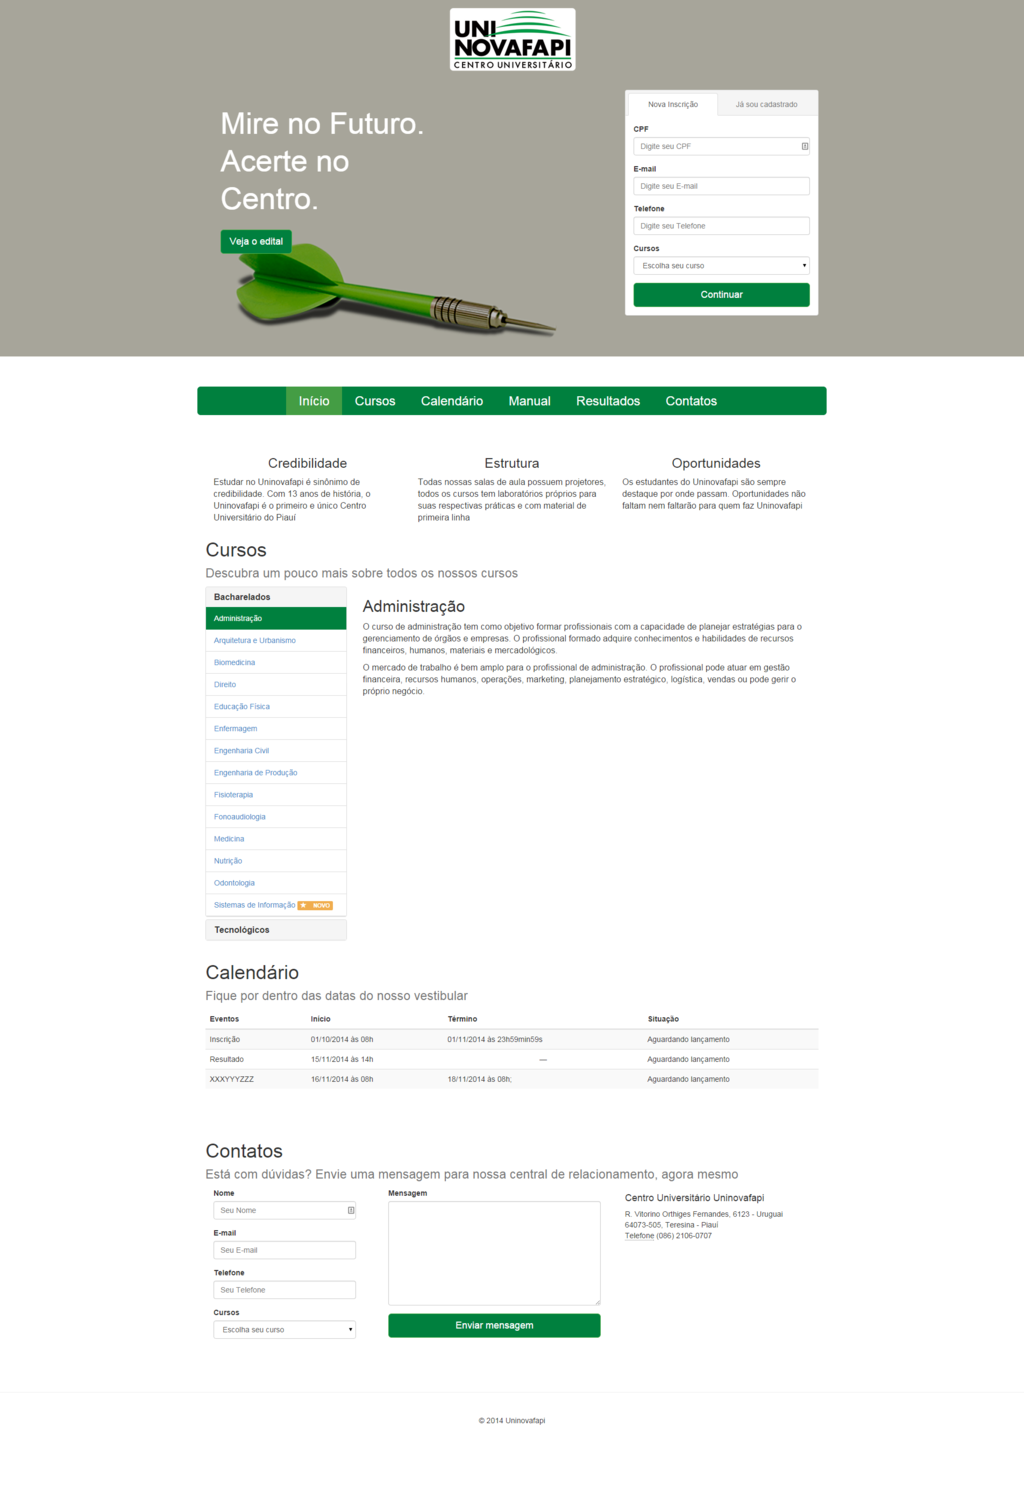 UNI
NOVAFAPI
CENTRO UNIVERSITÁRIO
Mire no Futuro.
Acerte no
Centro.
Veja o edital
Nova Inscrição Já sou cadastrado
CPF
Digite seu CPF
E-mail
Digite seu E-mail
Telefone
Digite seu Telefone
Cursos
Escolha seu curso
Continuar
Início Cursos Calendário Manual Resultados Contatos
Credibilidade
Estudar no Uninovafapi é sinônimo de
credibilidade. Com 13 anos de história, o
Uninovafapi é o primeiro e único Centro
Universitário do Piauí
Estrutura
Todas nossas salas de aula possuem projetores,
todos os cursos tem laboratórios próprios para
suas respectivas práticas e com material de
primeira linha
Oportunidades
Os estudantes do Uninovafapi são sempre
destaque por onde passam. Oportunidades não
faltam nem faltarão para quem faz Uninovafapi
Cursos
Descubra um pouco mais sobre todos os nossos cursos
Bacharelados
Administração
Arquitetura e Urbanismo
Biomedicina
Direito
Educação Física
Enfermagem
Engenharia Civil
Engenharia de Produção
Fisioterapia
Fonoaudiologia
Medicina
Nutrição
Odontologia
Sistemas de Informação ★ NOVO
Tecnológicos
Administração
O curso de administração tem como objetivo formar profissionais com a capacidade de planejar estratégias para o
gerenciamento de órgãos e empresas. O profissional formado adquire conhecimentos e habilidades de recursos
financeiros, humanos, materiais e mercadológicos.
O mercado de trabalho é bem amplo para o profissional de administração. O profissional pode atuar em gestão
financeira, recursos humanos, operações, marketing, planejamento estratégico, logística, vendas ou pode gerir o
próprio negócio.
Calendário
Fique por dentro das datas do nosso vestibular
Eventos Início Término Situação
Inscrição 01/10/2014 às 08h 01/11/2014 às 23h59min59s Aguardando lançamento
Resultado 15/11/2014 às 14h — Aguardando lançamento
XXXYYYZZZ 16/11/2014 às 08h 18/11/2014 às 08h; Aguardando lançamento
Contatos
Está com dúvidas? Envie uma mensagem para nossa central de relacionamento, agora mesmo
Nome
Seu Nome
E-mail
Seu E-mail
Telefone
Seu Telefone
Cursos
Escolha seu curso
Mensagem
Enviar mensagem
Centro Universitário Uninovafapi
R. Vitorino Orthiges Fernandes, 6123 - Uruguai
64073-505, Teresina - Piauí
Telefone (086) 2106-0707
© 2014 Uninovafapi